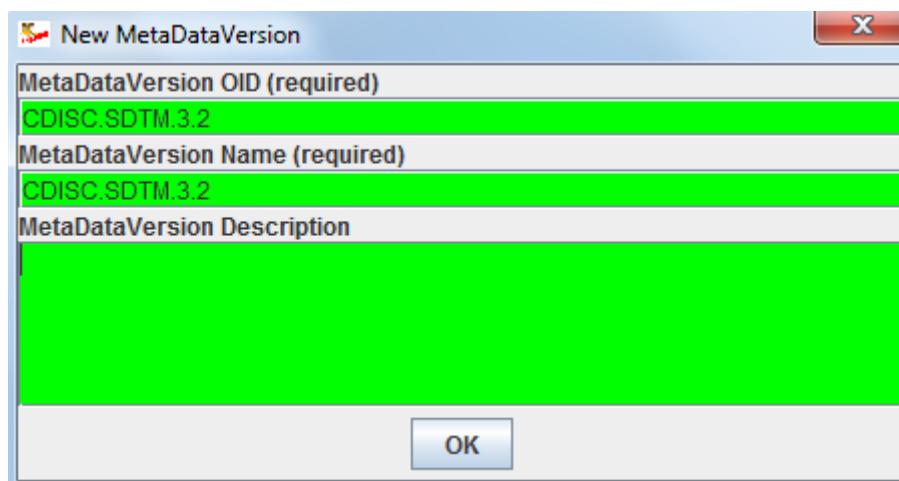 New MetaDataVersion
MetaDataVersion OID (required)
CDISC.SDTM.3.2
MetaDataVersion Name (required)
CDISC.SDTM.3.2
MetaDataVersion Description
OK